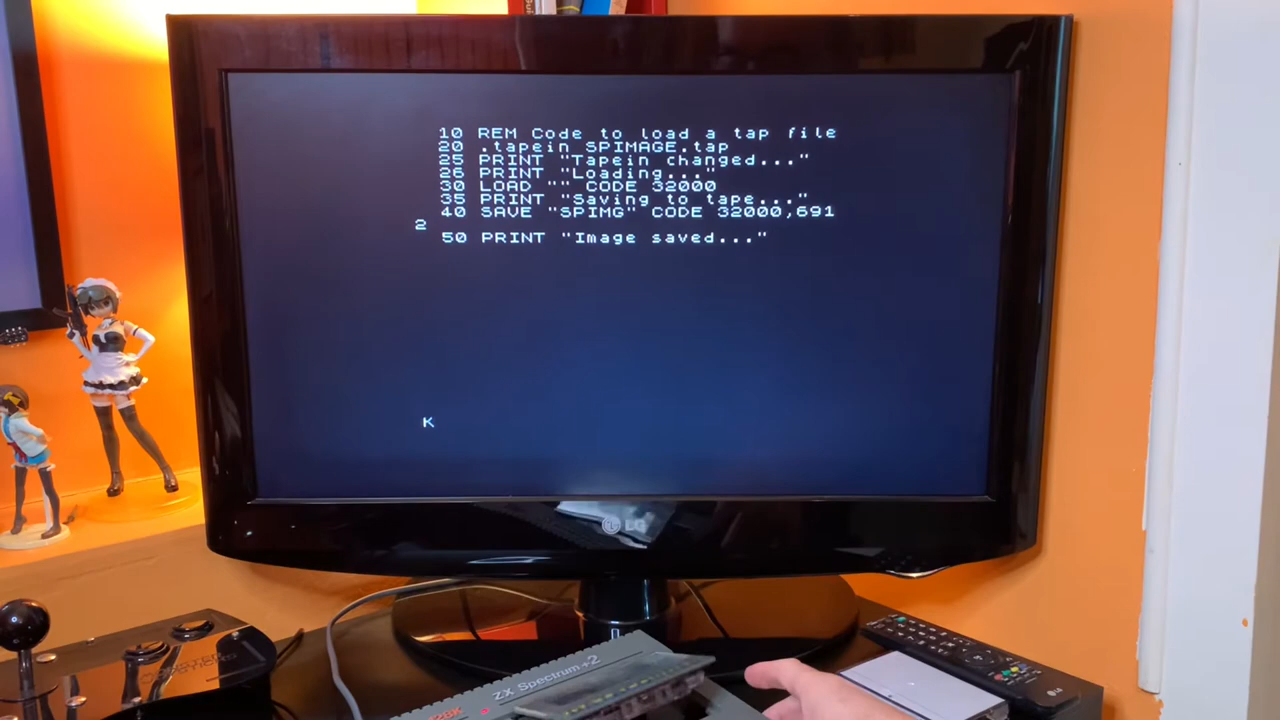 10 REM Code to load a tap file
20 .tapein SPIMAGE.tap
25 PRINT "Tapein changed..."
26 PRINT "Loading..."
30 LOAD "" CODE 32000
35 PRINT "Saving to tape..."
40 SAVE "SPIMG" CODE 32000,691
2
50 PRINT "Image saved..."
K
LG
ZX Spectrum +2
128K
LG